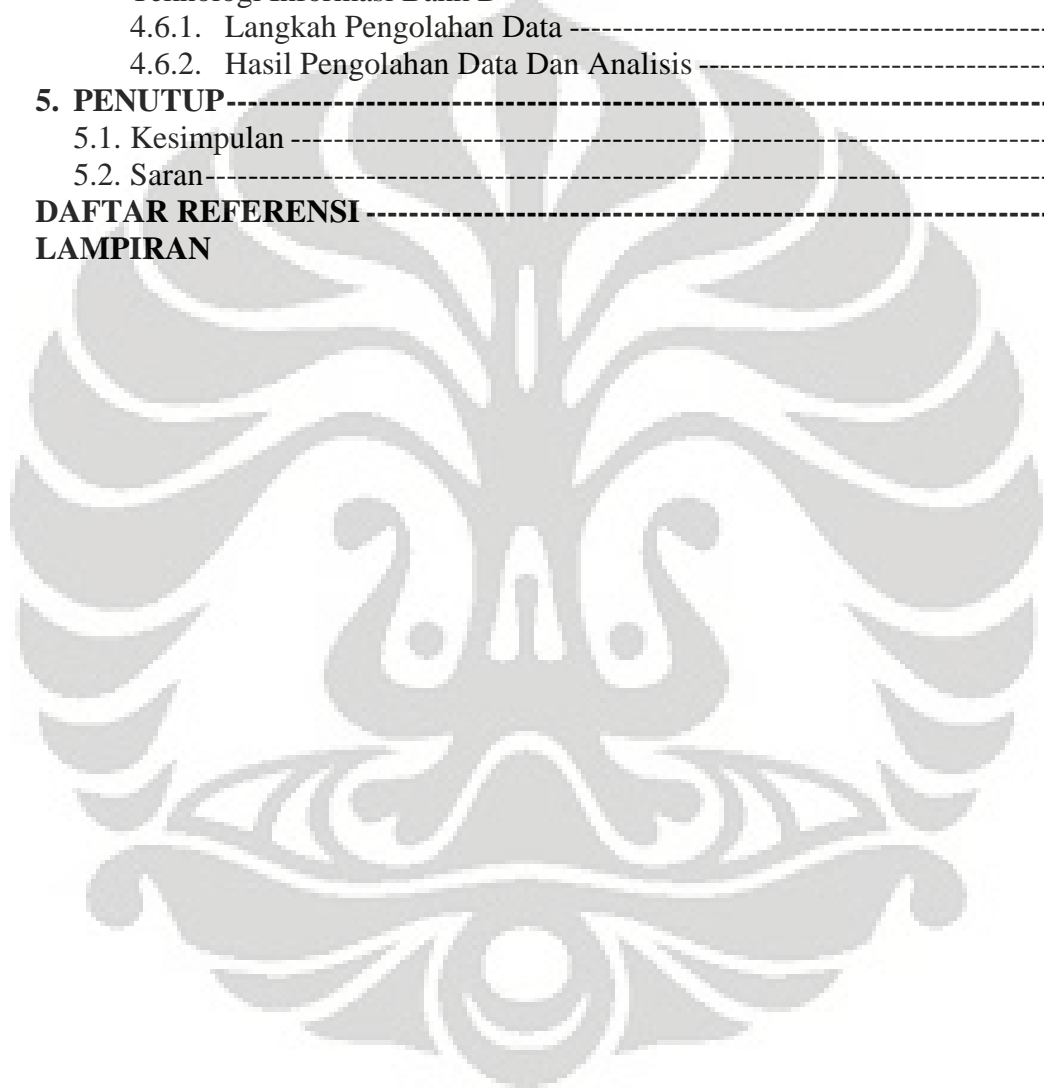 4.6.1. Langkah Pengolahan Data ------------------------------------------------
4.6.2. Hasil Pengolahan Data Dan Analisis -----------------------------------
5. PENUTUP-----------------------------------------------------------------------------------
5.1. Kesimpulan ----------------------------------------------------------------------------
5.2. Saran------------------------------------------------------------------------------------
DAFTAR REFERENSI ---------------------------------------------------------------------
LAMPIRAN